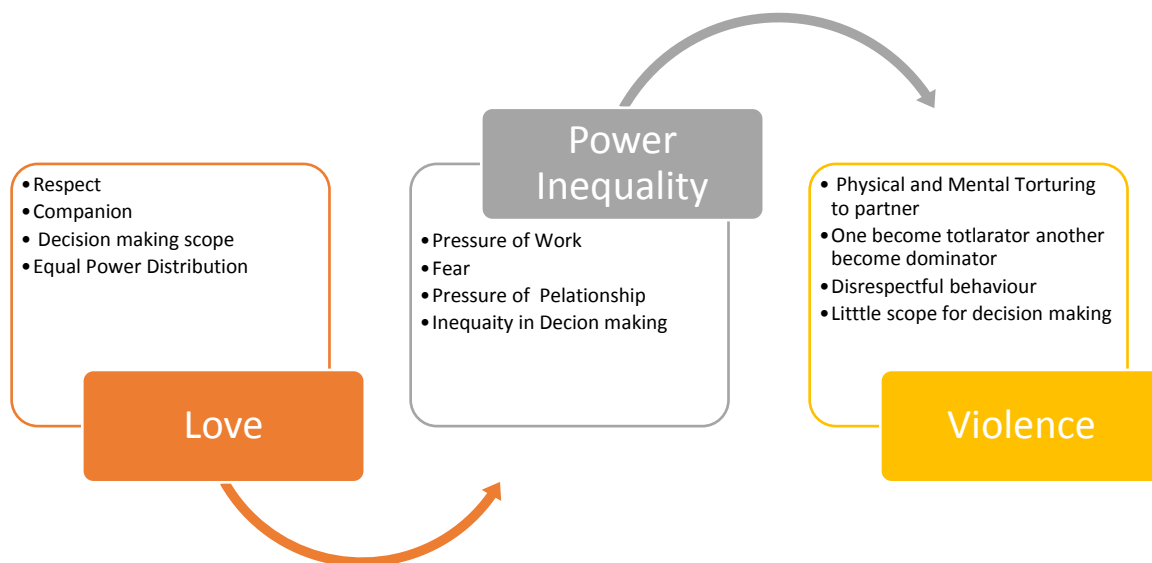 •Respect
•Companion
• Decision making scope
•Equal Power Distribution
Love
Power
Inequality
•Pressure of Work
•Fear
•Pressure of Pelationship
•Inequaity in Decion making
• Physical and Mental Torturing
to partner
•One become totlarator another
become dominator
•Disrespectful behaviour
•Litttle scope for decision making
Violence